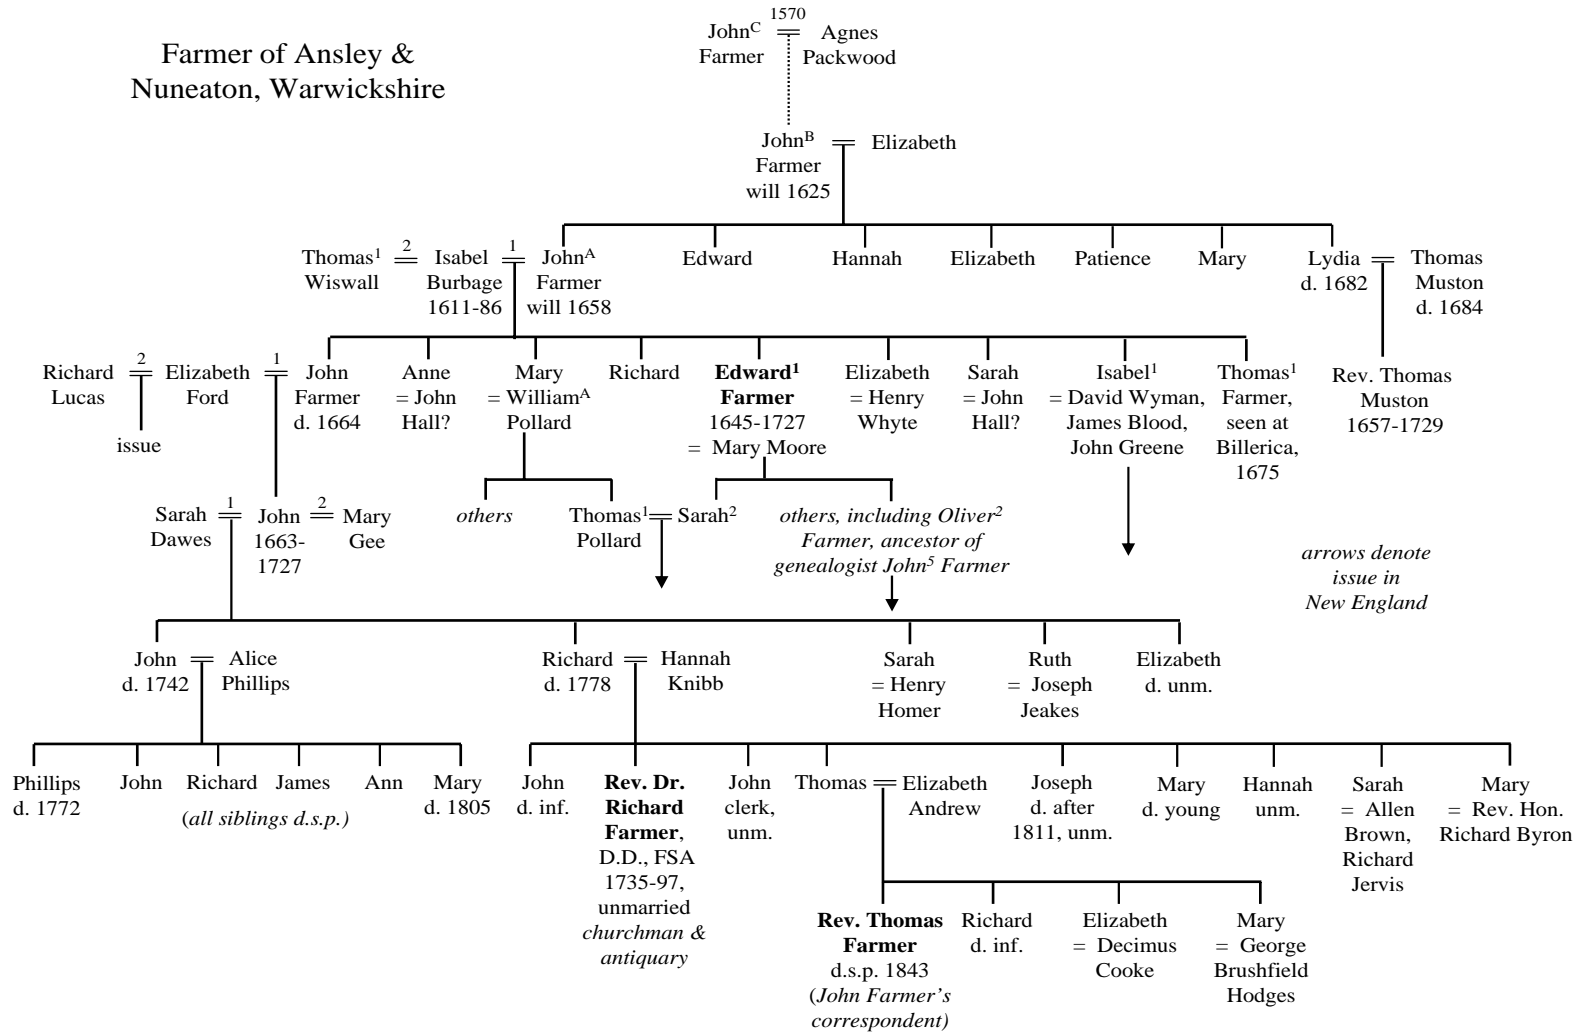 Farmer of Ansley &
Nuneaton, Warwickshire
1570
John^C = Agnes
Farmer Packwood
John^B = Elizabeth
Farmer
will 1625
Thomas^1 =2 Isabel =1 John^A Edward Hannah Elizabeth Patience Mary Lydia = Thomas
Wiswall Burbage Farmer d. 1682 Muston
1611-86 will 1658 d. 1684
Richard =2 Elizabeth =1 John
Lucas Ford Farmer
d. 1664
issue
Anne
= John
Hall?
Mary
= William^A
Pollard
Richard
Edward^1
Farmer
1645-1727
= Mary Moore
Elizabeth
= Henry
Whyte
Sarah
= John
Hall?
Isabel^1
= David Wyman,
James Blood,
John Greene
Thomas^1
Farmer,
seen at
Billerica,
1675
Rev. Thomas
Muston
1657-1729
Sarah =1 John =2 Mary
Dawes 1663- Gee
1727
others
Thomas^1 = Sarah^2
Pollard
others, including Oliver^2
Farmer, ancestor of
genealogist John^5 Farmer
arrows denote
issue in
New England
John = Alice
d. 1742 Phillips
Richard = Hannah
d. 1778 Knibb
Sarah
= Henry
Homer
Ruth
= Joseph
Jeakes
Elizabeth
d. unm.
Phillips
d. 1772
John
Richard
James
Ann
Mary
d. 1805
(all siblings d.s.p.)
John
d. inf.
Rev. Dr.
Richard
Farmer,
D.D., FSA
1735-97,
unmarried
churchman &
antiquary
John
clerk,
unm.
Thomas = Elizabeth
Andrew
Joseph
d. after
1811, unm.
Mary
d. young
Hannah
unm.
Sarah
= Allen
Brown,
Richard
Jervis
Mary
= Rev. Hon.
Richard Byron
Rev. Thomas
Farmer
d.s.p. 1843
(John Farmer's
correspondent)
Richard
d. inf.
Elizabeth
= Decimus
Cooke
Mary
= George
Brushfield
Hodges